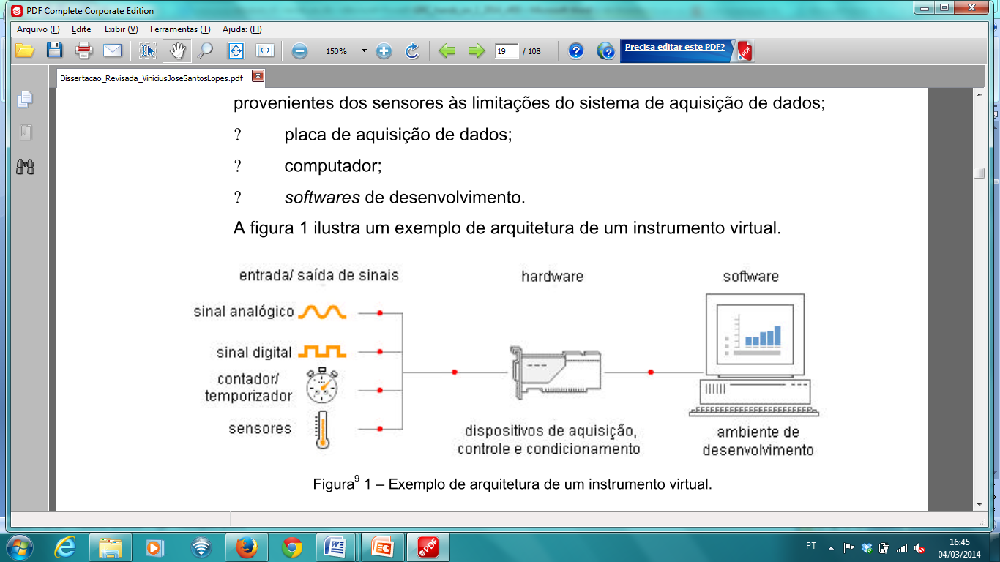 PDF Complete Corporate Edition
Arquivo (F) Edite Exibir (V) Ferramentas (T) Ajuda: (H)
150% 19 / 108 Precisa editar este PDF?
Dissertacao_Revisada_ViniciusJoseSantosLopes.pdf
provenientes dos sensores às limitações do sistema de aquisição de dados;
? placa de aquisição de dados;
? computador;
? softwares de desenvolvimento.
A figura 1 ilustra um exemplo de arquitetura de um instrumento virtual.
entrada/ saída de sinais
hardware
software
sinal analógico
sinal digital
contador/
temporizador
sensores
dispositivos de aquisição,
controle e condicionamento
ambiente de
desenvolvimento
Figura9 1 – Exemplo de arquitetura de um instrumento virtual.
PT
16:45
04/03/2014